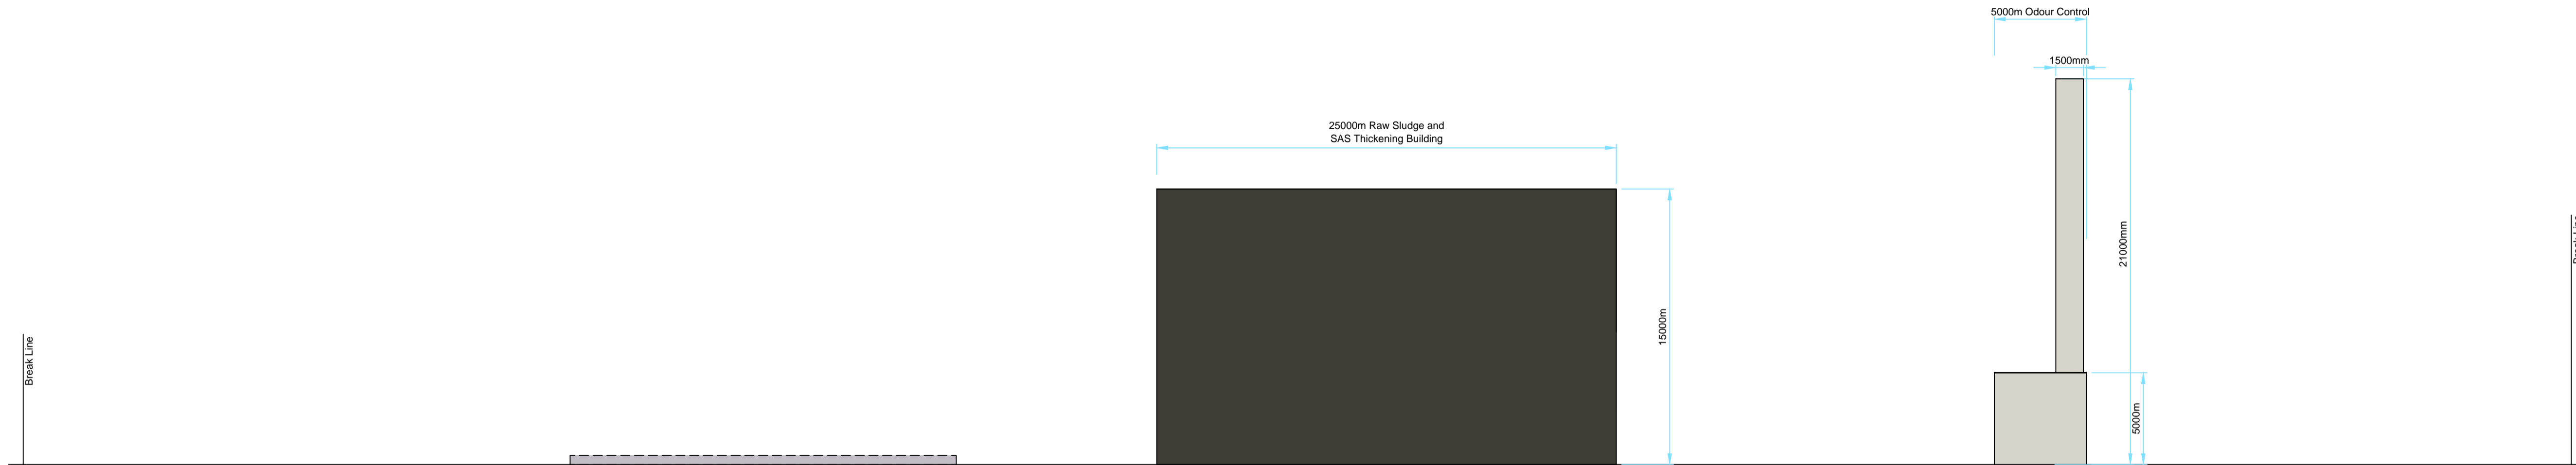 5000m Odour Control
1500mm
25000m Raw Sludge and
SAS Thickening Building
21000mm
15000m
Break Line
5000m